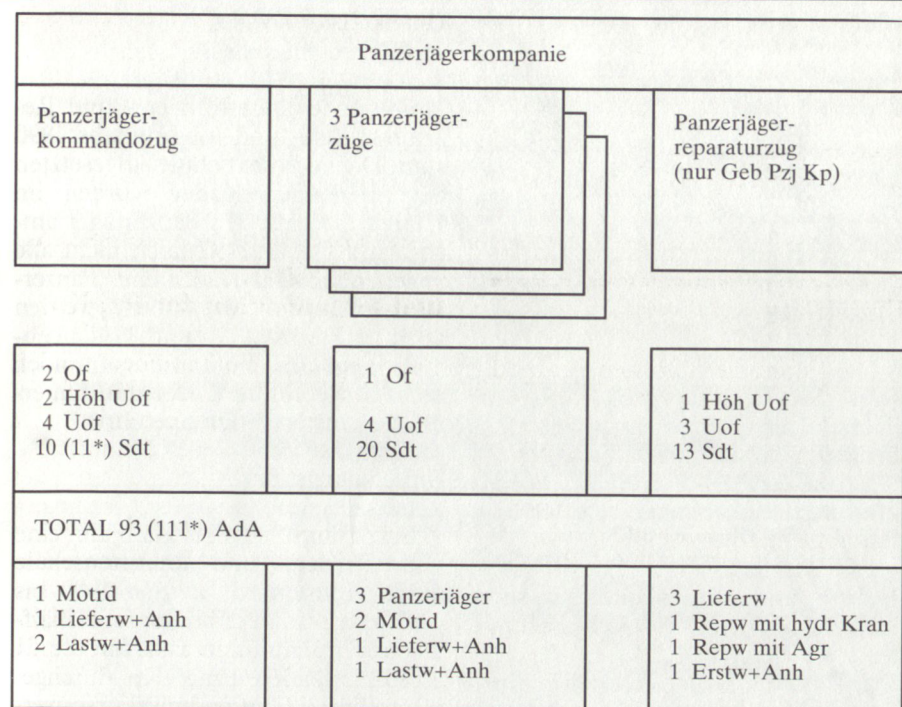 Panzerjägerkompanie
Panzerjäger-
kommandozug
3 Panzerjäger-
züge
Panzerjäger-
reparaturzug
(nur Geb Pzj Kp)
2 Of
2 Höh Uof
4 Uof
10 (11*) Sdt
1 Of
4 Uof
20 Sdt
1 Höh Uof
3 Uof
13 Sdt
TOTAL 93 (111*) AdA
1 Motrd
1 Lieferw+Anh
2 Lastw+Anh
3 Panzerjäger
2 Motrd
1 Lieferw+Anh
1 Lastw+Anh
3 Lieferw
1 Repw mit hydr Kran
1 Repw mit Agr
1 Erstw+Anh